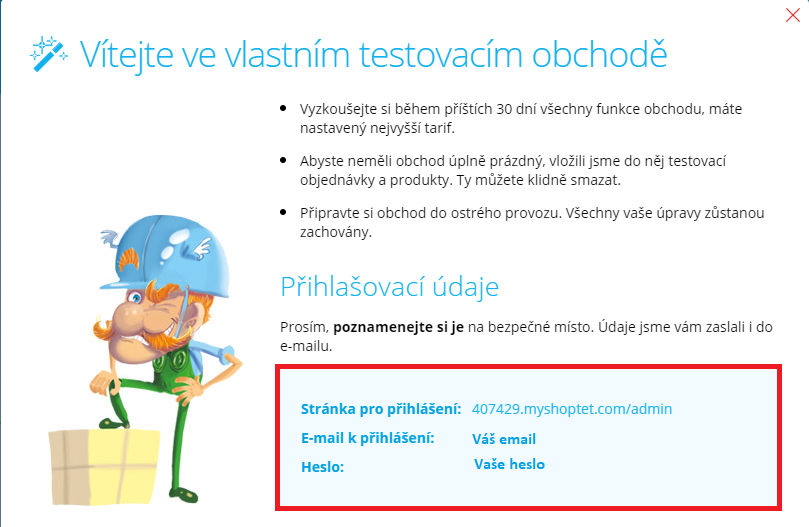 Vítejte ve vlastním testovacím obchodě
Vyzkoušejte si během příštích 30 dní všechny funkce obchodu, máte
nastavený nejvyšší tarif.
Abyste neměli obchod úplně prázdný, vložili jsme do něj testovací
objednávky a produkty. Ty můžete klidně smazat.
Připravte si obchod do ostrého provozu. Všechny vaše úpravy zůstanou
zachovány.
Přihlašovací údaje
Prosím, poznamenejte si je na bezpečné místo. Údaje jsme vám zaslali i do
e-mailu.
Stránka pro přihlášení: 407429.myshoptet.com/admin
E-mail k přihlášení: Váš email
Heslo: Vaše heslo